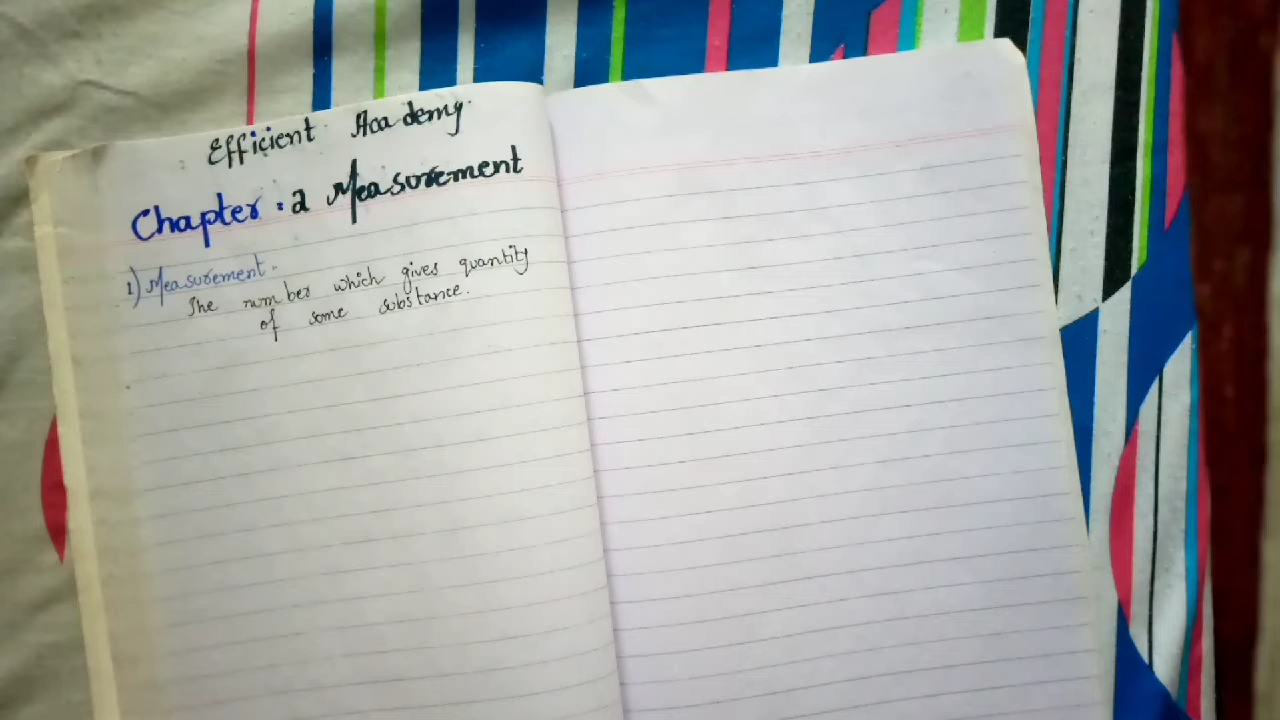 Efficient Academy.
Chapter : 2 Measurement
1) Measurement.
The number which gives quantity
of some substance.